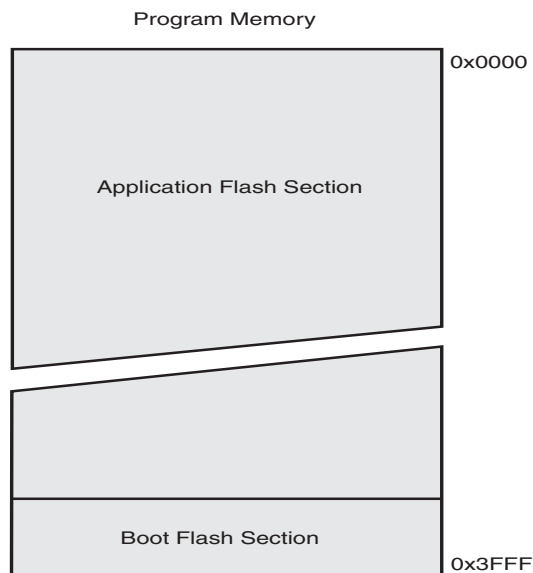 Program Memory
0x0000
Application Flash Section
Boot Flash Section
0x3FFF